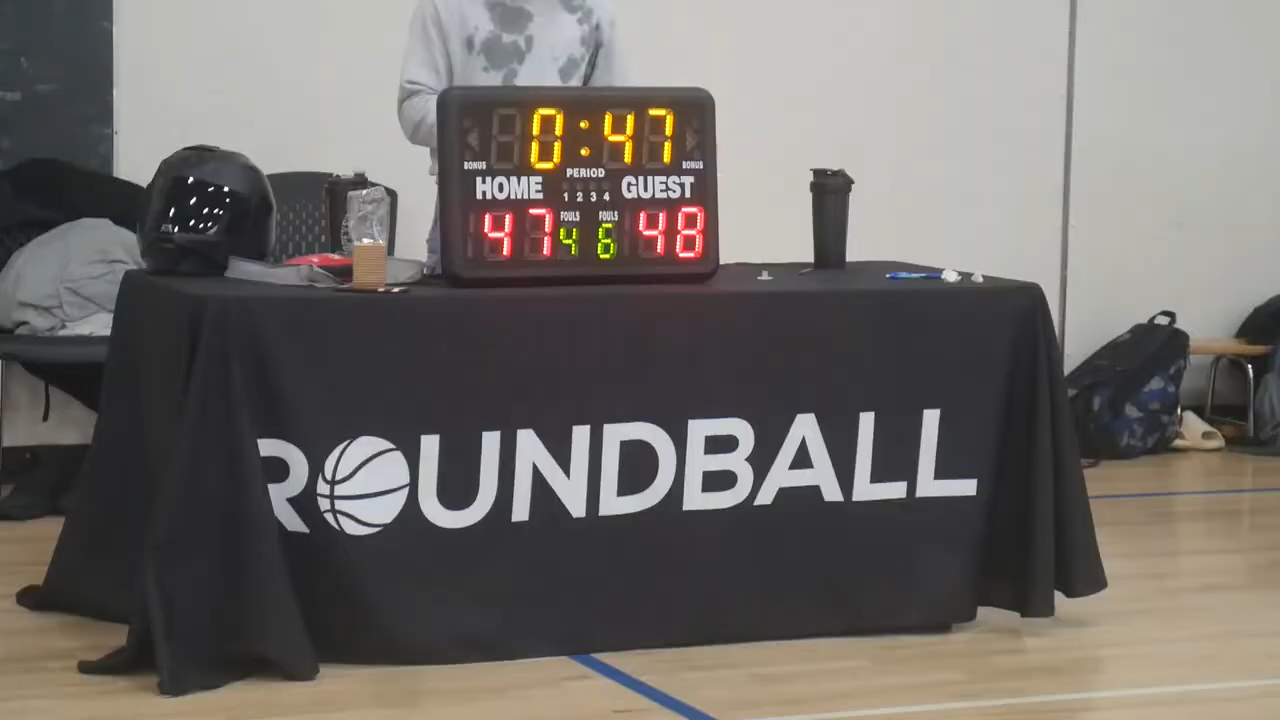 0:47
BONUS PERIOD BONUS
HOME 1 2 3 4 GUEST
FOULS FOULS
47 4 6 48
ROUNDBALL